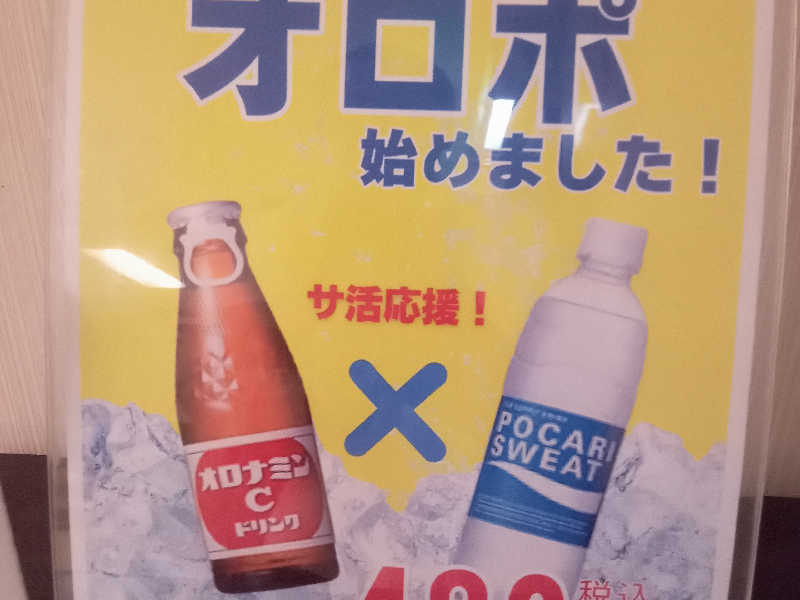 オロポ
始めました！
サ活応援！
×
POCARI
SWEAT
オロナミン
C
ドリンク
税込